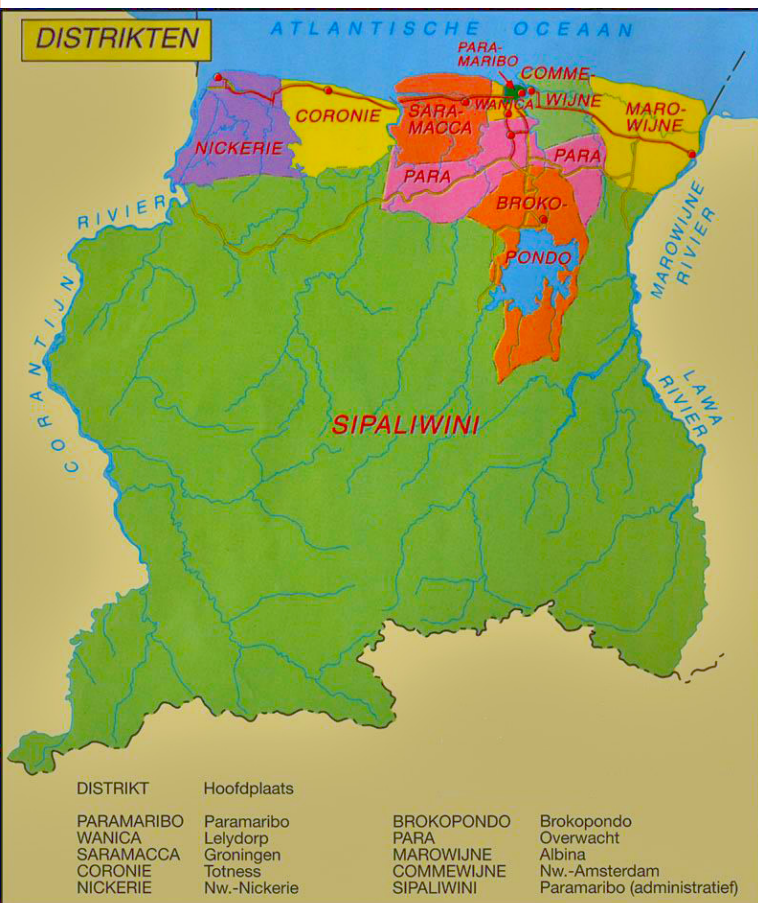 DISTRIKTEN
ATLANTISCHE OCEAAN
PARA-
MARIBO
COMME-
WIJNE
CORONIE
SARA-
MACCA
WANICA
MARO-
WIJNE
NICKERIE
PARA
PARA
BROKO-
PONDO
CORANTIJN RIVIER
MAROWIJNE
RIVIER
LAWA
RIVIER
SIPALIWINI
DISTRIKT Hoofdplaats
PARAMARIBO Paramaribo
WANICA Lelydorp
SARAMACCA Groningen
CORONIE Totness
NICKERIE Nw.-Nickerie
BROKOPONDO Brokopondo
PARA Overwacht
MAROWIJNE Albina
COMMEWIJNE Nw.-Amsterdam
SIPALIWINI Paramaribo (administratief)